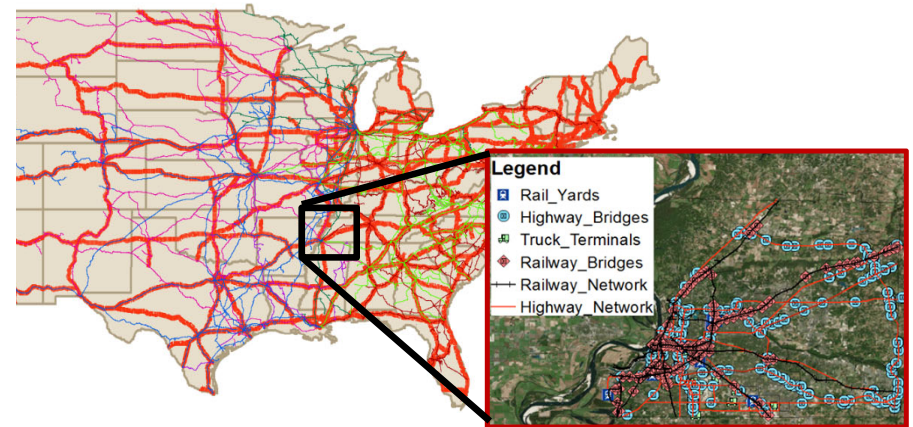 Legend
Rail_Yards
Highway_Bridges
Truck_Terminals
Railway_Bridges
Railway_Network
Highway_Network